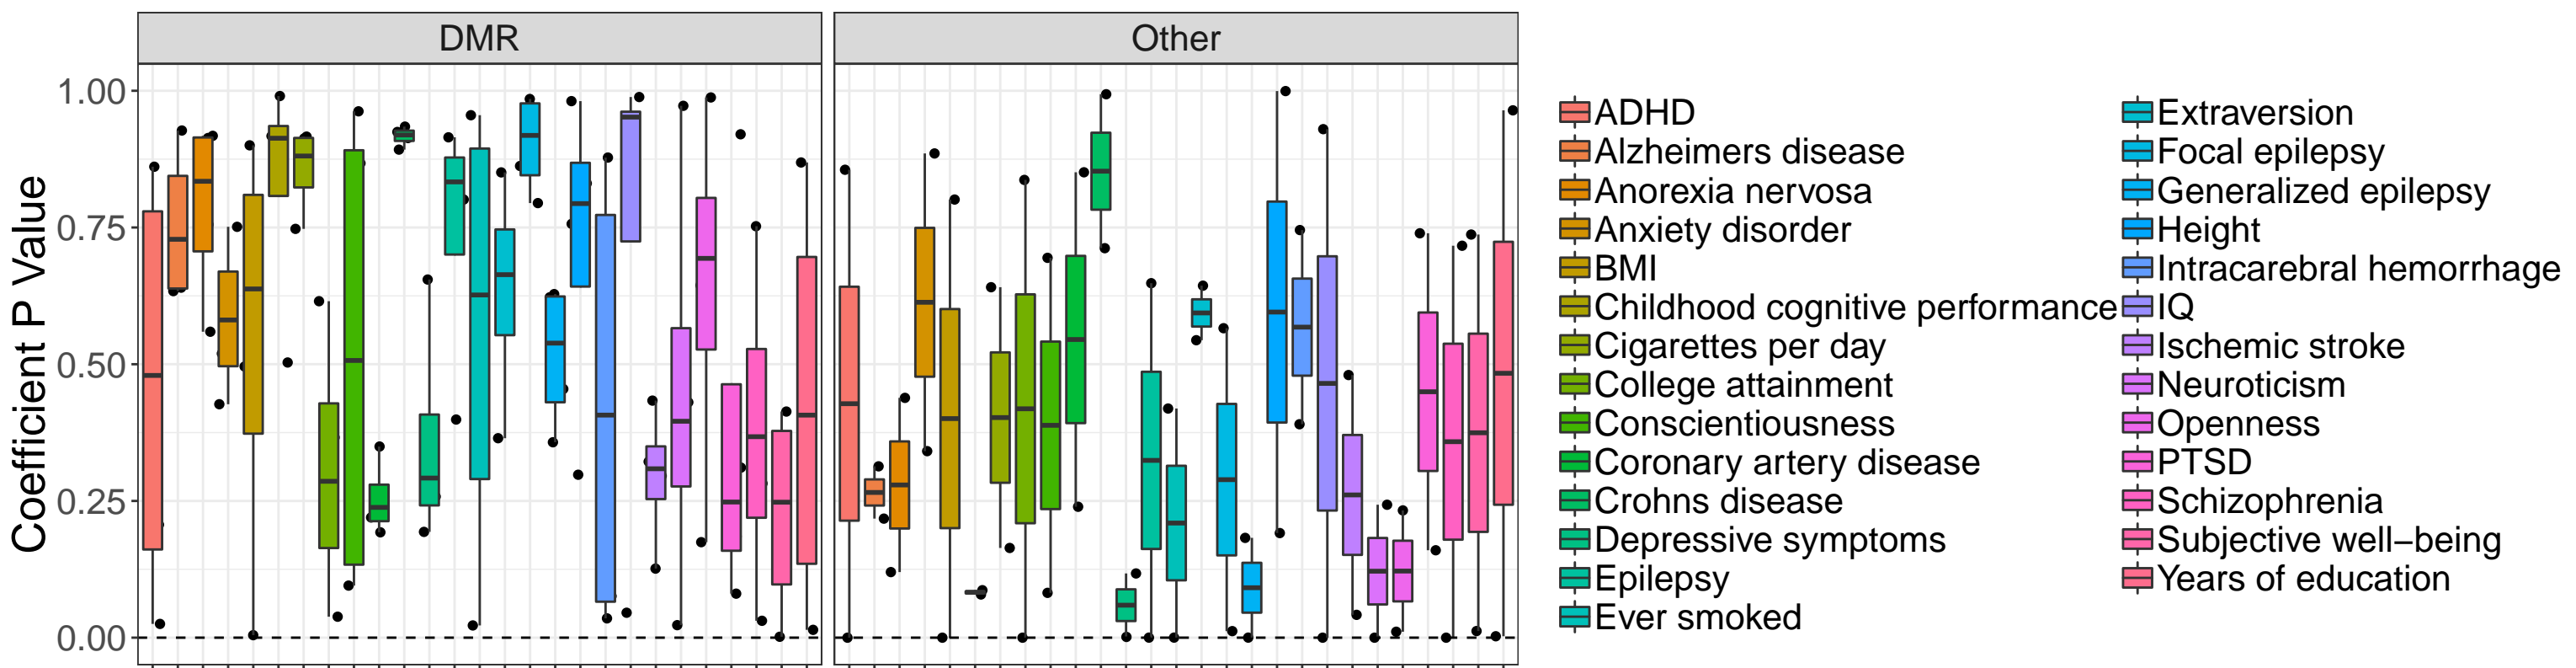 DMR
Other
Coefficient P Value
1.00
0.75
0.50
0.25
0.00
ADHD
Alzheimers disease
Anorexia nervosa
Anxiety disorder
BMI
Childhood cognitive performance
Cigarettes per day
College attainment
Conscientiousness
Coronary artery disease
Crohns disease
Depressive symptoms
Epilepsy
Ever smoked
Extraversion
Focal epilepsy
Generalized epilepsy
Height
Intracarebral hemorrhage
IQ
Ischemic stroke
Neuroticism
Openness
PTSD
Schizophrenia
Subjective well−being
Years of education